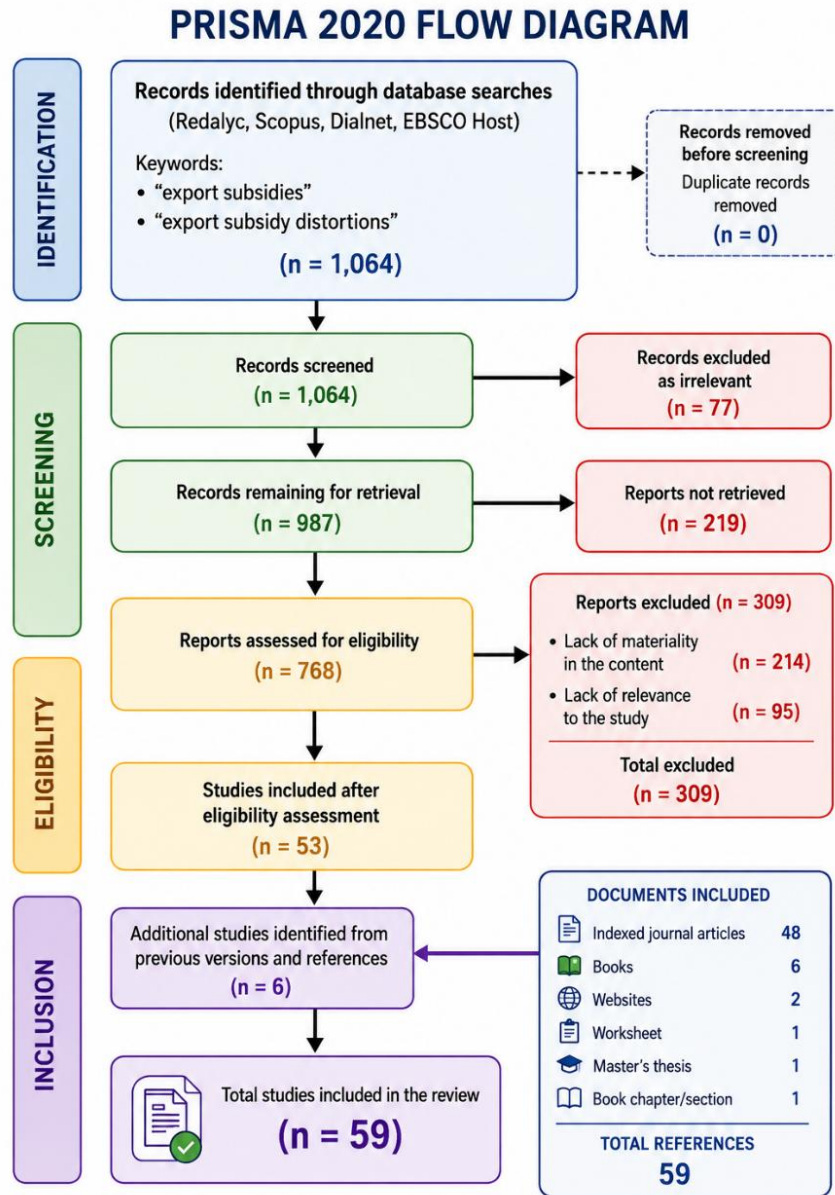 PRISMA 2020 FLOW DIAGRAM
IDENTIFICATION
Records identified through database searches
(Redalyc, Scopus, Dialnet, EBSCO Host)
Keywords:
• “export subsidies”
• “export subsidy distortions”
(n = 1,064)
Records removed
before screening
Duplicate records
removed
(n = 0)
SCREENING
Records screened
(n = 1,064)
Records excluded
as irrelevant
(n = 77)
Records remaining for retrieval
(n = 987)
Reports not retrieved
(n = 219)
ELIGIBILITY
Reports assessed for eligibility
(n = 768)
Reports excluded (n = 309)
• Lack of materiality
in the content (n = 214)
• Lack of relevance
to the study (n = 95)
Total excluded
(n = 309)
Studies included after
eligibility assessment
(n = 53)
INCLUSION
Additional studies identified from
previous versions and references
(n = 6)
Total studies included in the review
(n = 59)
DOCUMENTS INCLUDED
Indexed journal articles 48
Books 6
Websites 2
Worksheet 1
Master’s thesis 1
Book chapter/section 1
TOTAL REFERENCES
59